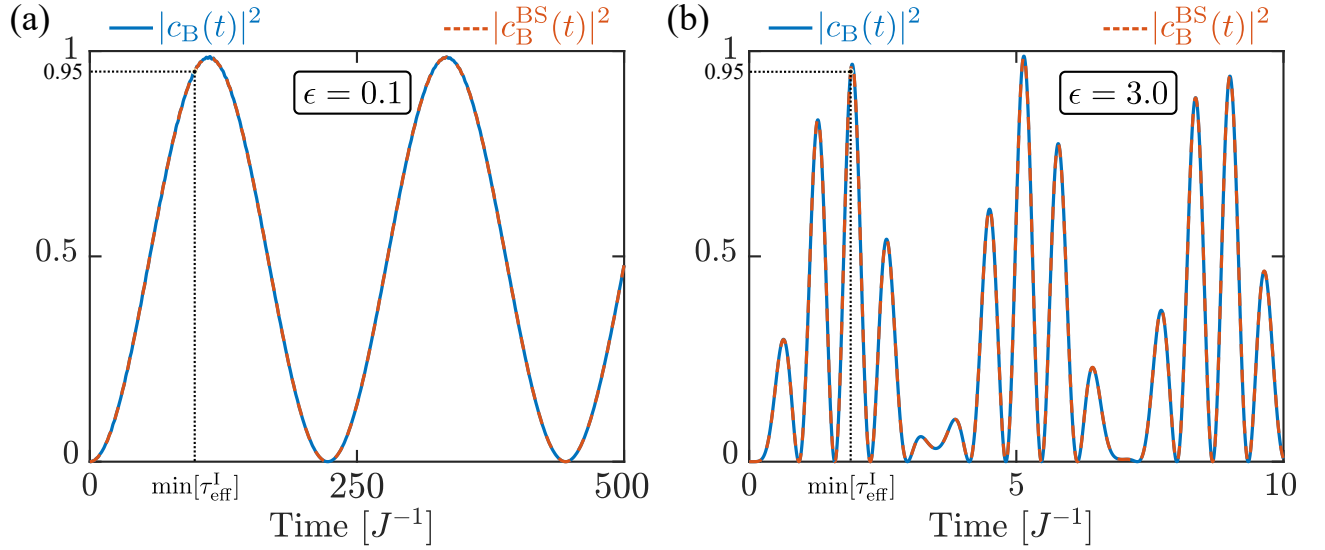 (a) |c_B(t)|² |c_B^BS(t)|²
1
0.95
ϵ = 0.1
0.5
0
0 min[τ_eff^I] 250 500
Time [J⁻¹]
(b) |c_B(t)|² |c_B^BS(t)|²
1
0.95
ϵ = 3.0
0.5
0
0 min[τ_eff^I] 5 10
Time [J⁻¹]